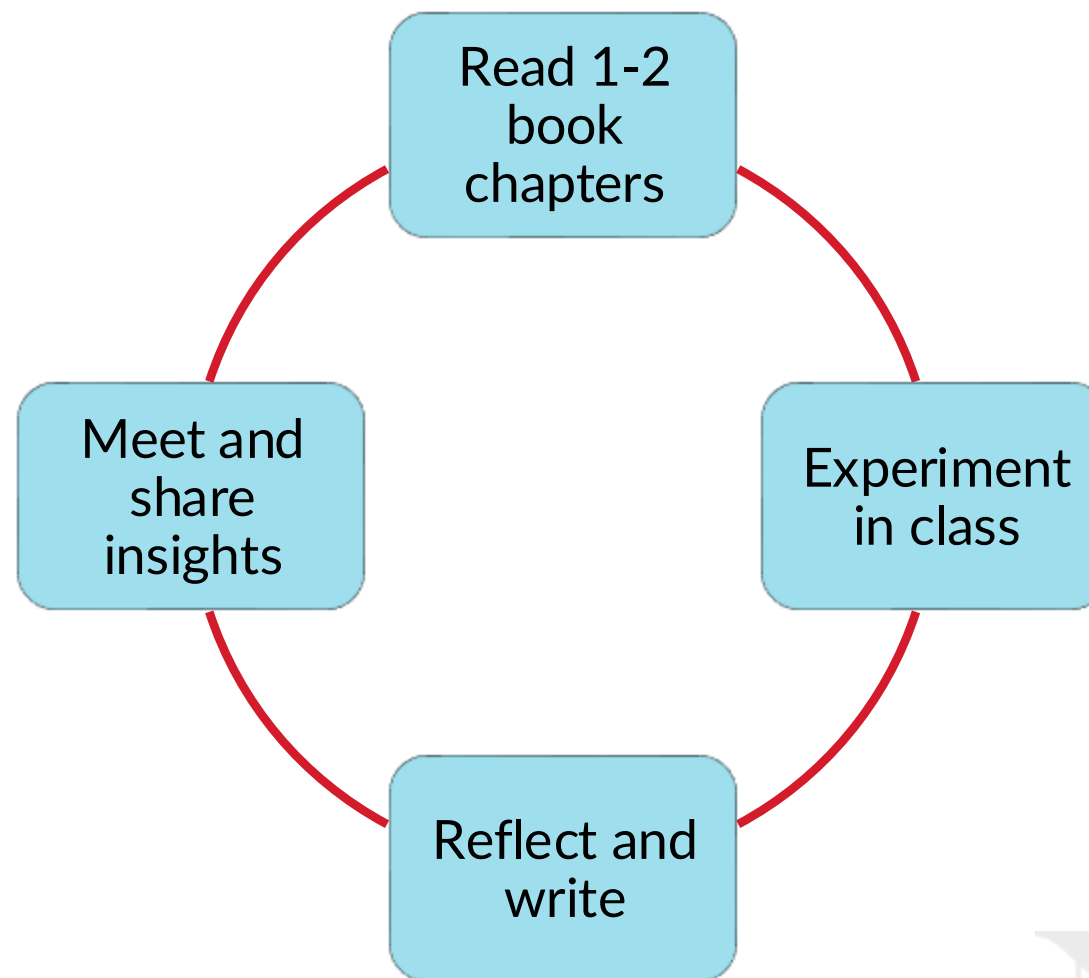 Read 1-2
book
chapters
Experiment
in class
Reflect and
write
Meet and
share
insights